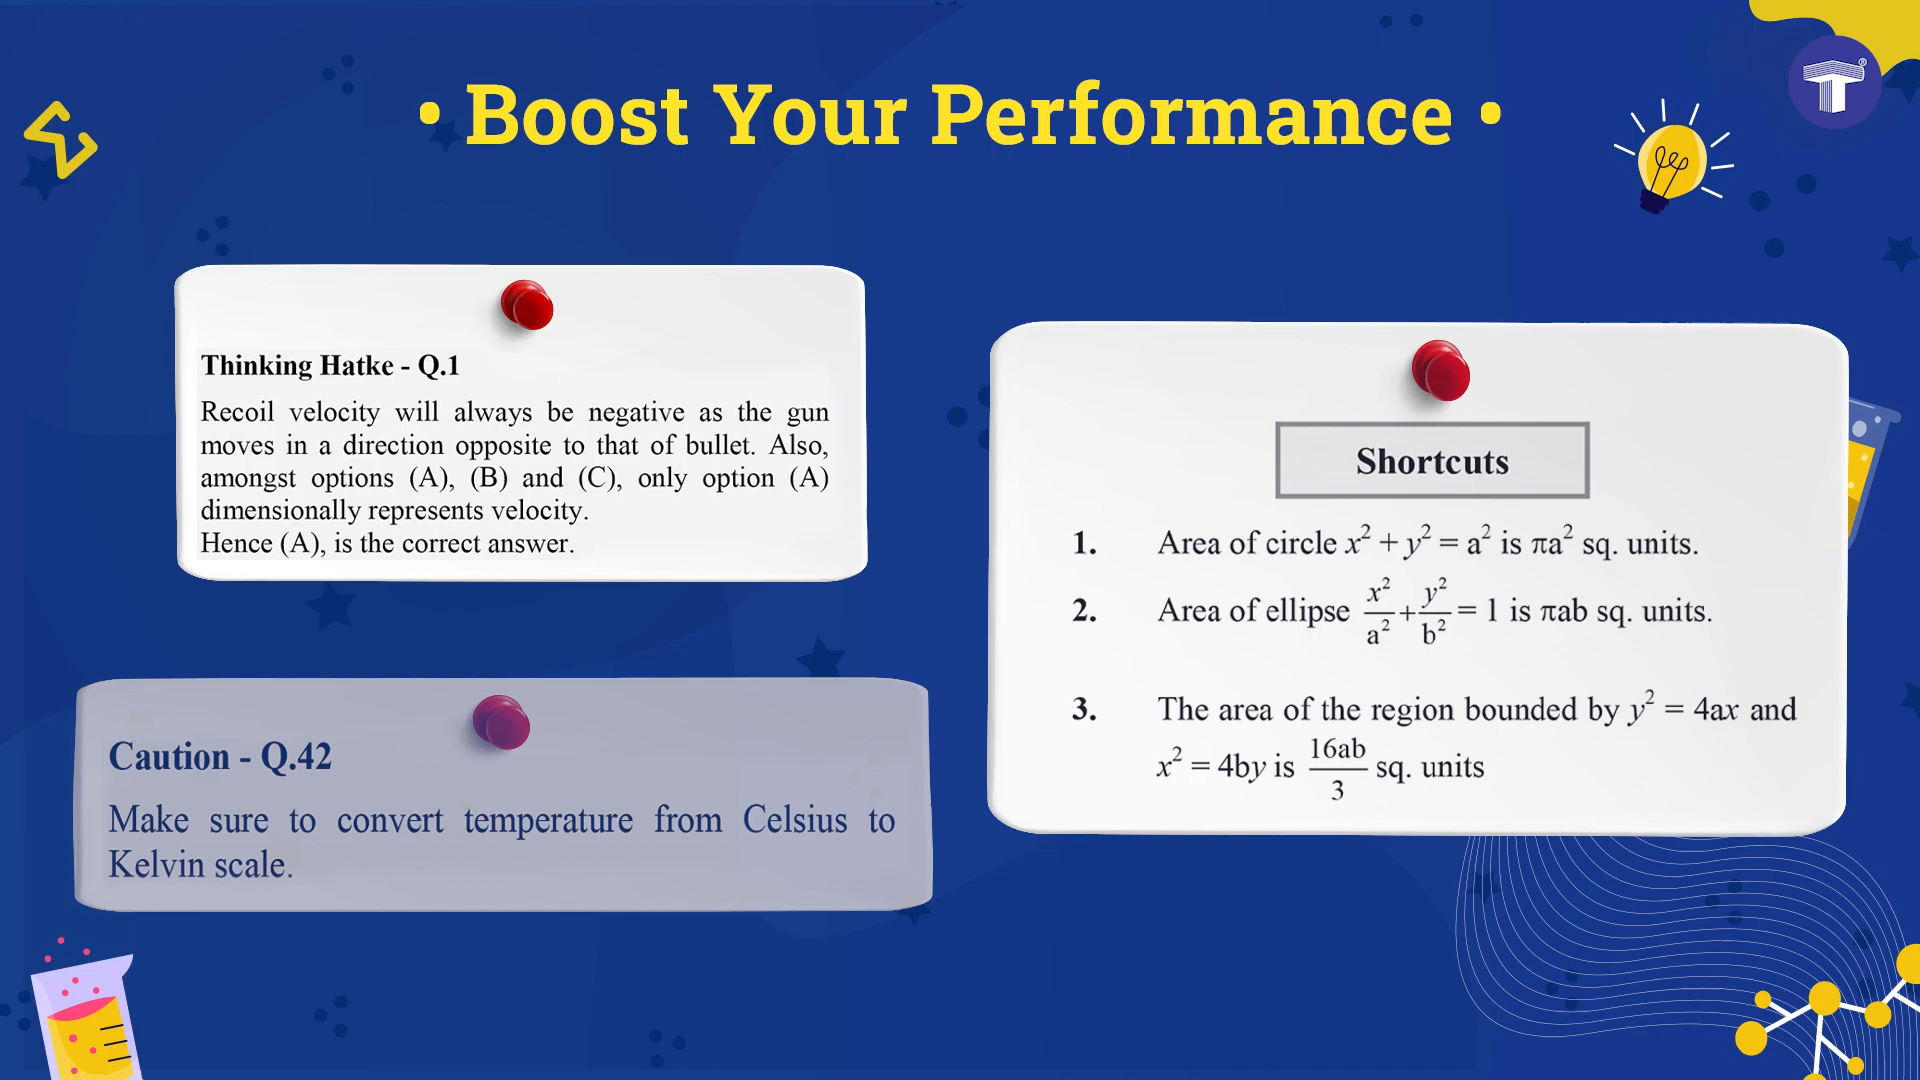 • Boost Your Performance •
Thinking Hatke - Q.1
Recoil velocity will always be negative as the gun
moves in a direction opposite to that of bullet. Also,
amongst options (A), (B) and (C), only option (A)
dimensionally represents velocity.
Hence (A), is the correct answer.
Caution - Q.42
Make sure to convert temperature from Celsius to
Kelvin scale.
Shortcuts
1. Area of circle x² + y² = a² is πa² sq. units.
2. Area of ellipse x²/a² + y²/b² = 1 is πab sq. units.
3. The area of the region bounded by y² = 4ax and
x² = 4by is 16ab/3 sq. units